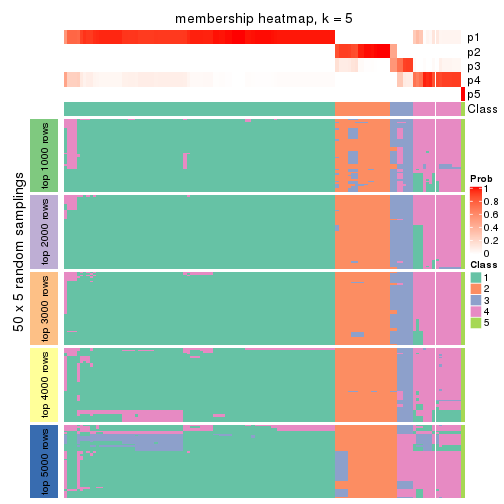 membership heatmap, k = 5
p1
p2
p3
p4
p5
Class
50 x 5 random samplings
top 1000 rows
top 2000 rows
top 3000 rows
top 4000 rows
top 5000 rows
Prob
1
0.8
0.6
0.4
0.2
0
Class
1
2
3
4
5